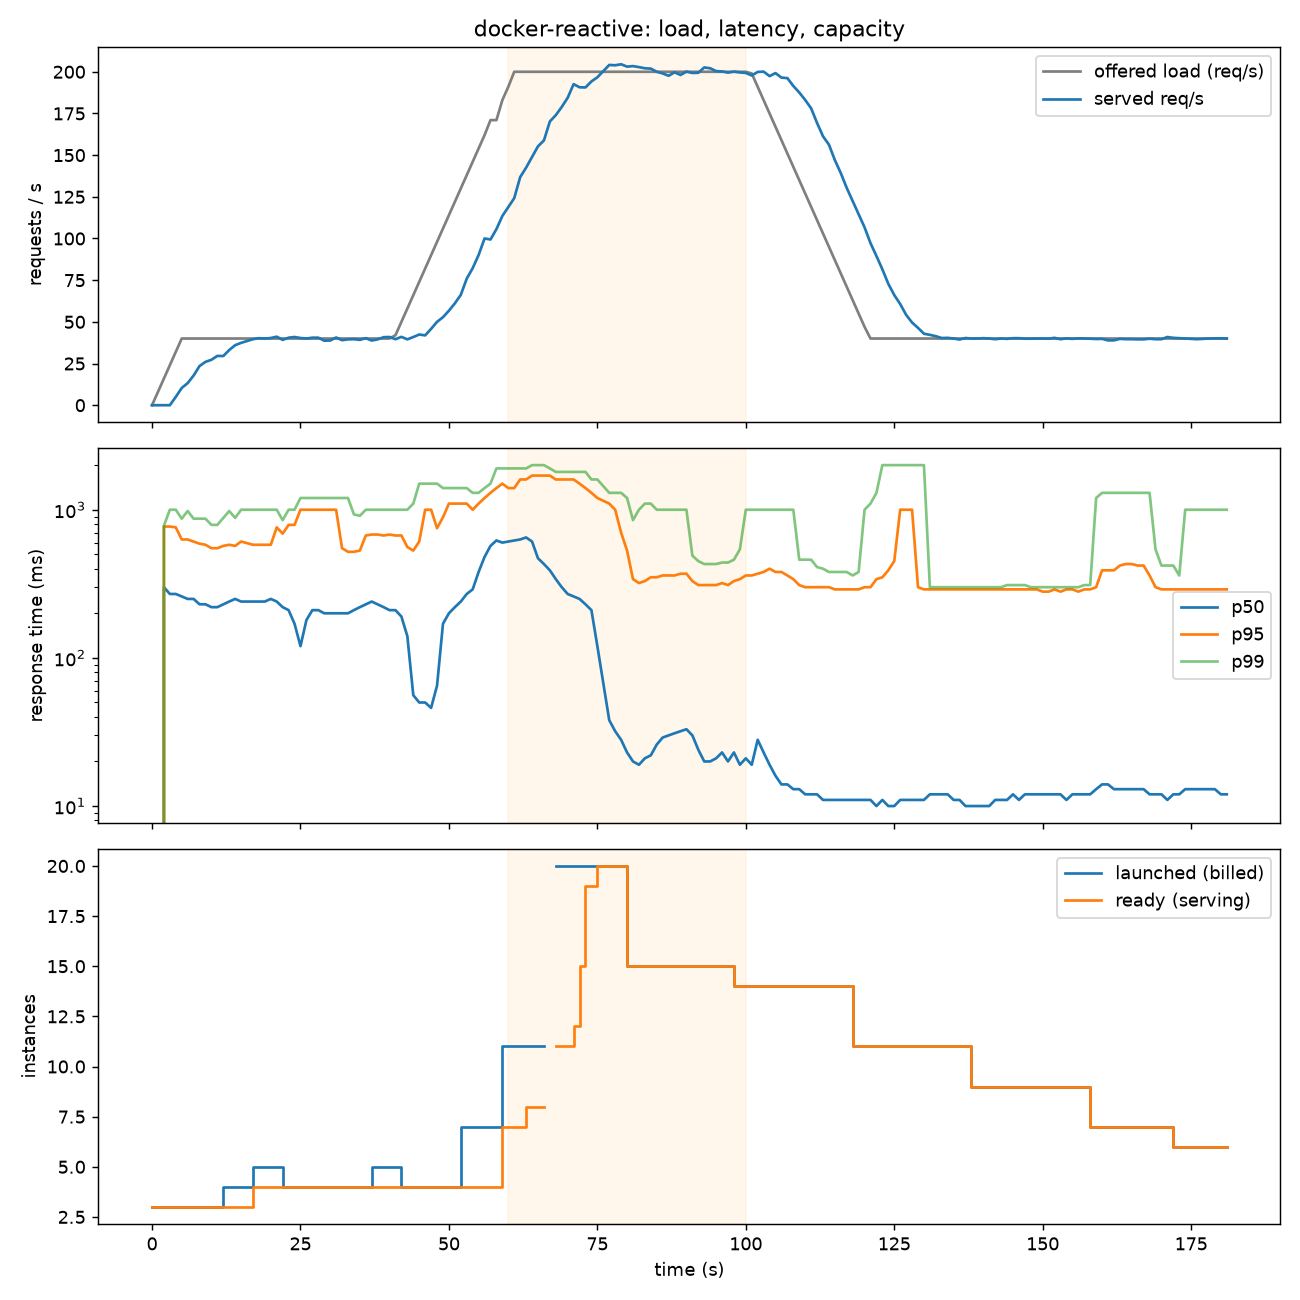 docker-reactive: load, latency, capacity
requests / s
200
175
150
125
100
75
50
25
0
offered load (req/s)
served req/s
response time (ms)
10³
10²
10¹
p50
p95
p99
instances
20.0
17.5
15.0
12.5
10.0
7.5
5.0
2.5
launched (billed)
ready (serving)
0 25 50 75 100 125 150 175
time (s)